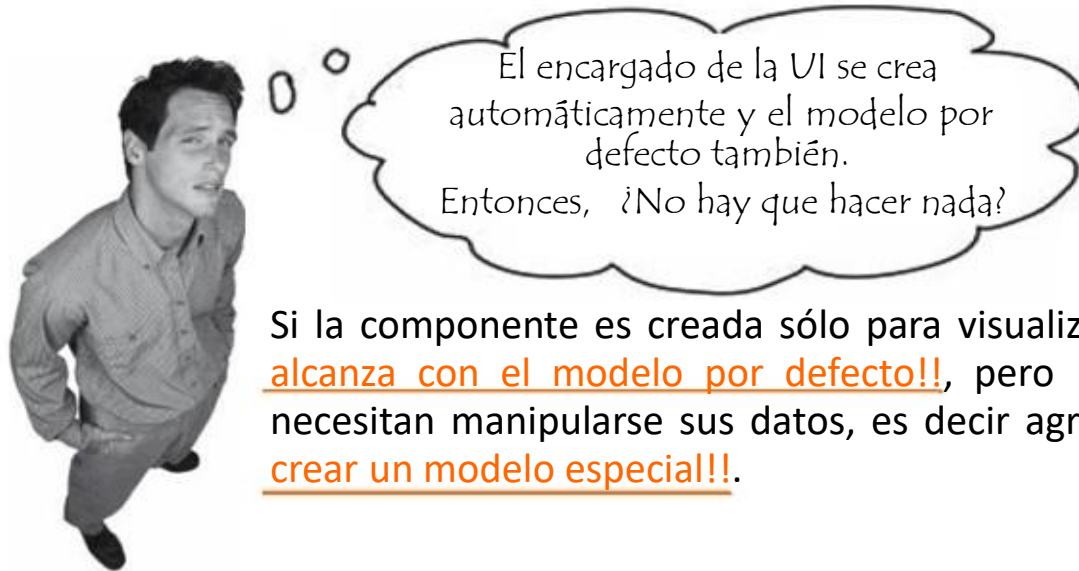 El encargado de la UI se crea
automáticamente y el modelo por
defecto también.
Entonces, ¿No hay que hacer nada?
Si la componente es creada sólo para
alcanza con el modelo por defecto!!, pero
necesitan manipularse sus datos, es decir
crear un modelo especial!!.